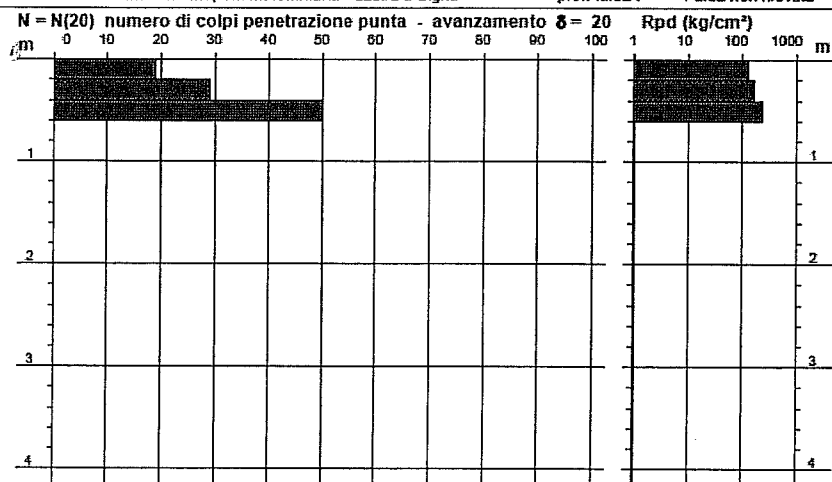 N = N(20) numero di colpi penetrazione punta - avanzamento δ = 20 Rpd (kg/cm²)
m 0 10 20 30 40 50 60 70 80 90 100 1 10 100 1000 m
1 1
2 2
3 3
4 4